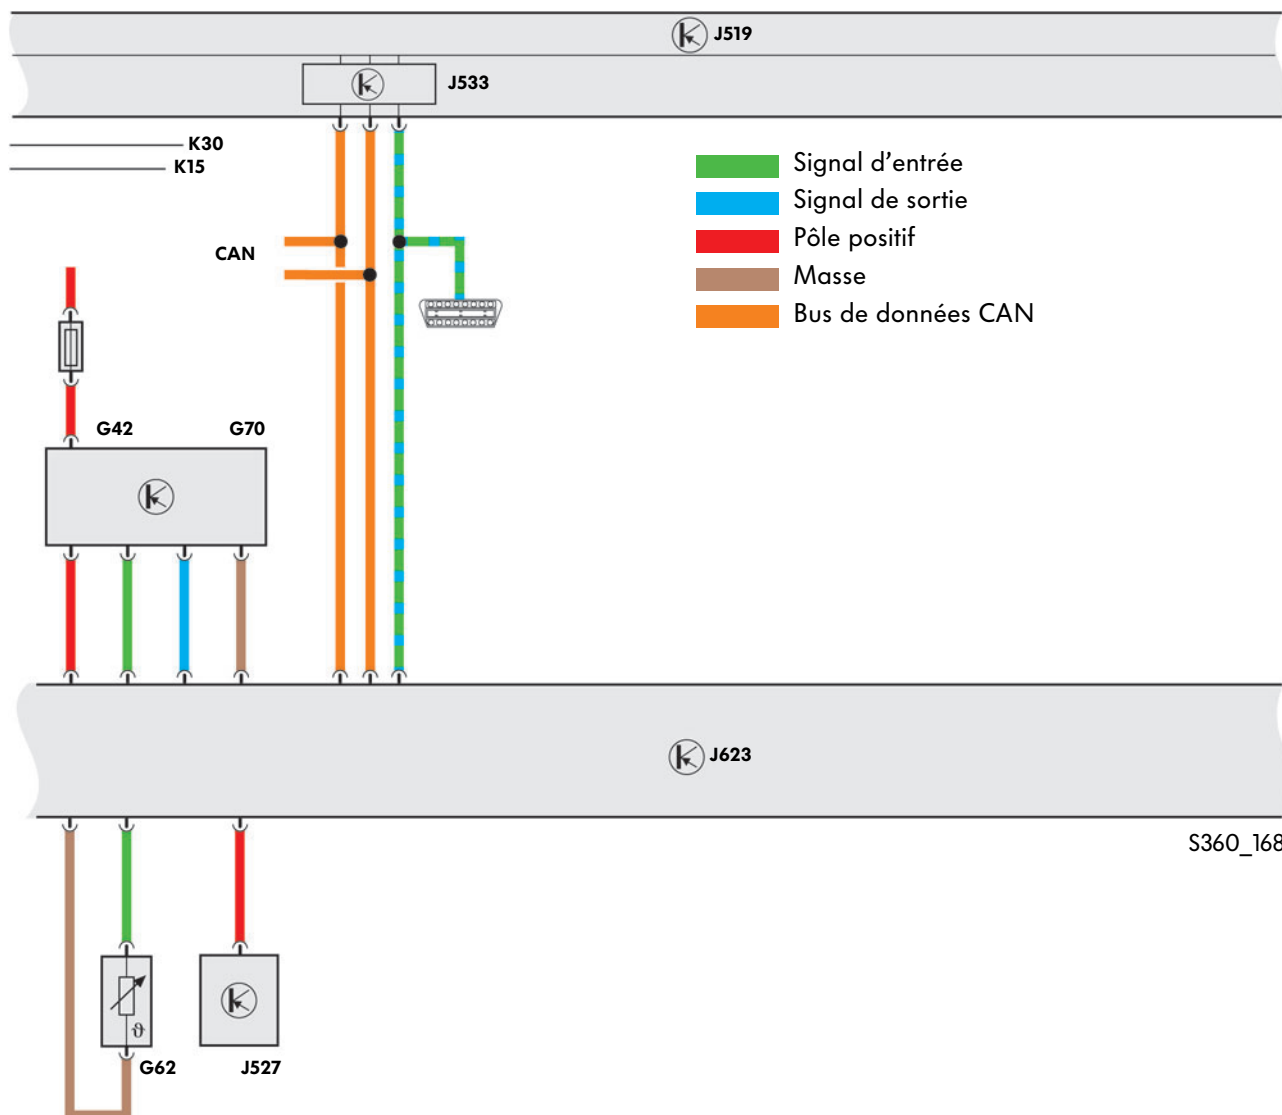 J519
J533
K30
K15
Signal d’entrée
Signal de sortie
Pôle positif
Masse
Bus de données CAN
CAN
G42
G70
J623
S360_168
ϑ
G62
J527